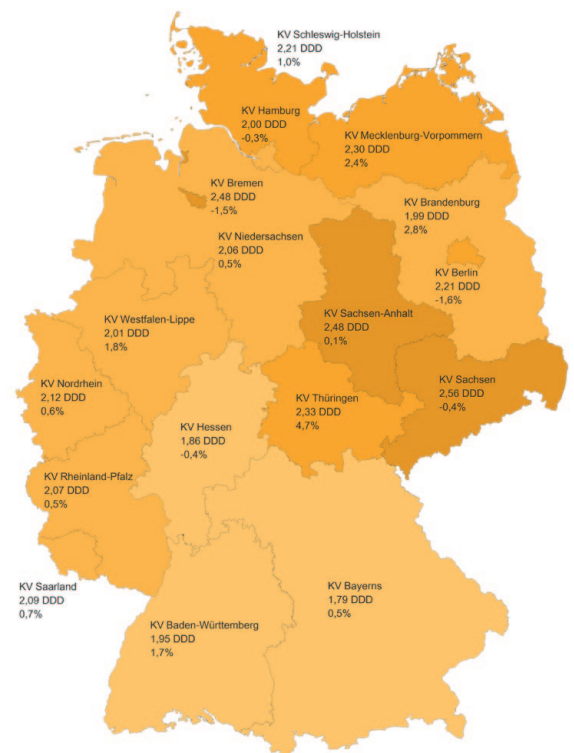 KV Schleswig-Holstein
2,21 DDD
1,0%
KV Hamburg
2,00 DDD
-0,3%
KV Mecklenburg-Vorpommern
2,30 DDD
2,4%
KV Bremen
2,48 DDD
-1,5%
KV Brandenburg
1,99 DDD
2,8%
KV Niedersachsen
2,06 DDD
0,5%
KV Berlin
2,21 DDD
-1,6%
KV Westfalen-Lippe
2,01 DDD
1,8%
KV Sachsen-Anhalt
2,48 DDD
0,1%
KV Nordrhein
2,12 DDD
0,6%
KV Sachsen
2,56 DDD
-0,4%
KV Thüringen
2,33 DDD
4,7%
KV Hessen
1,86 DDD
-0,4%
KV Rheinland-Pfalz
2,07 DDD
0,5%
KV Saarland
2,09 DDD
0,7%
KV Bayerns
1,79 DDD
0,5%
KV Baden-Württemberg
1,95 DDD
1,7%